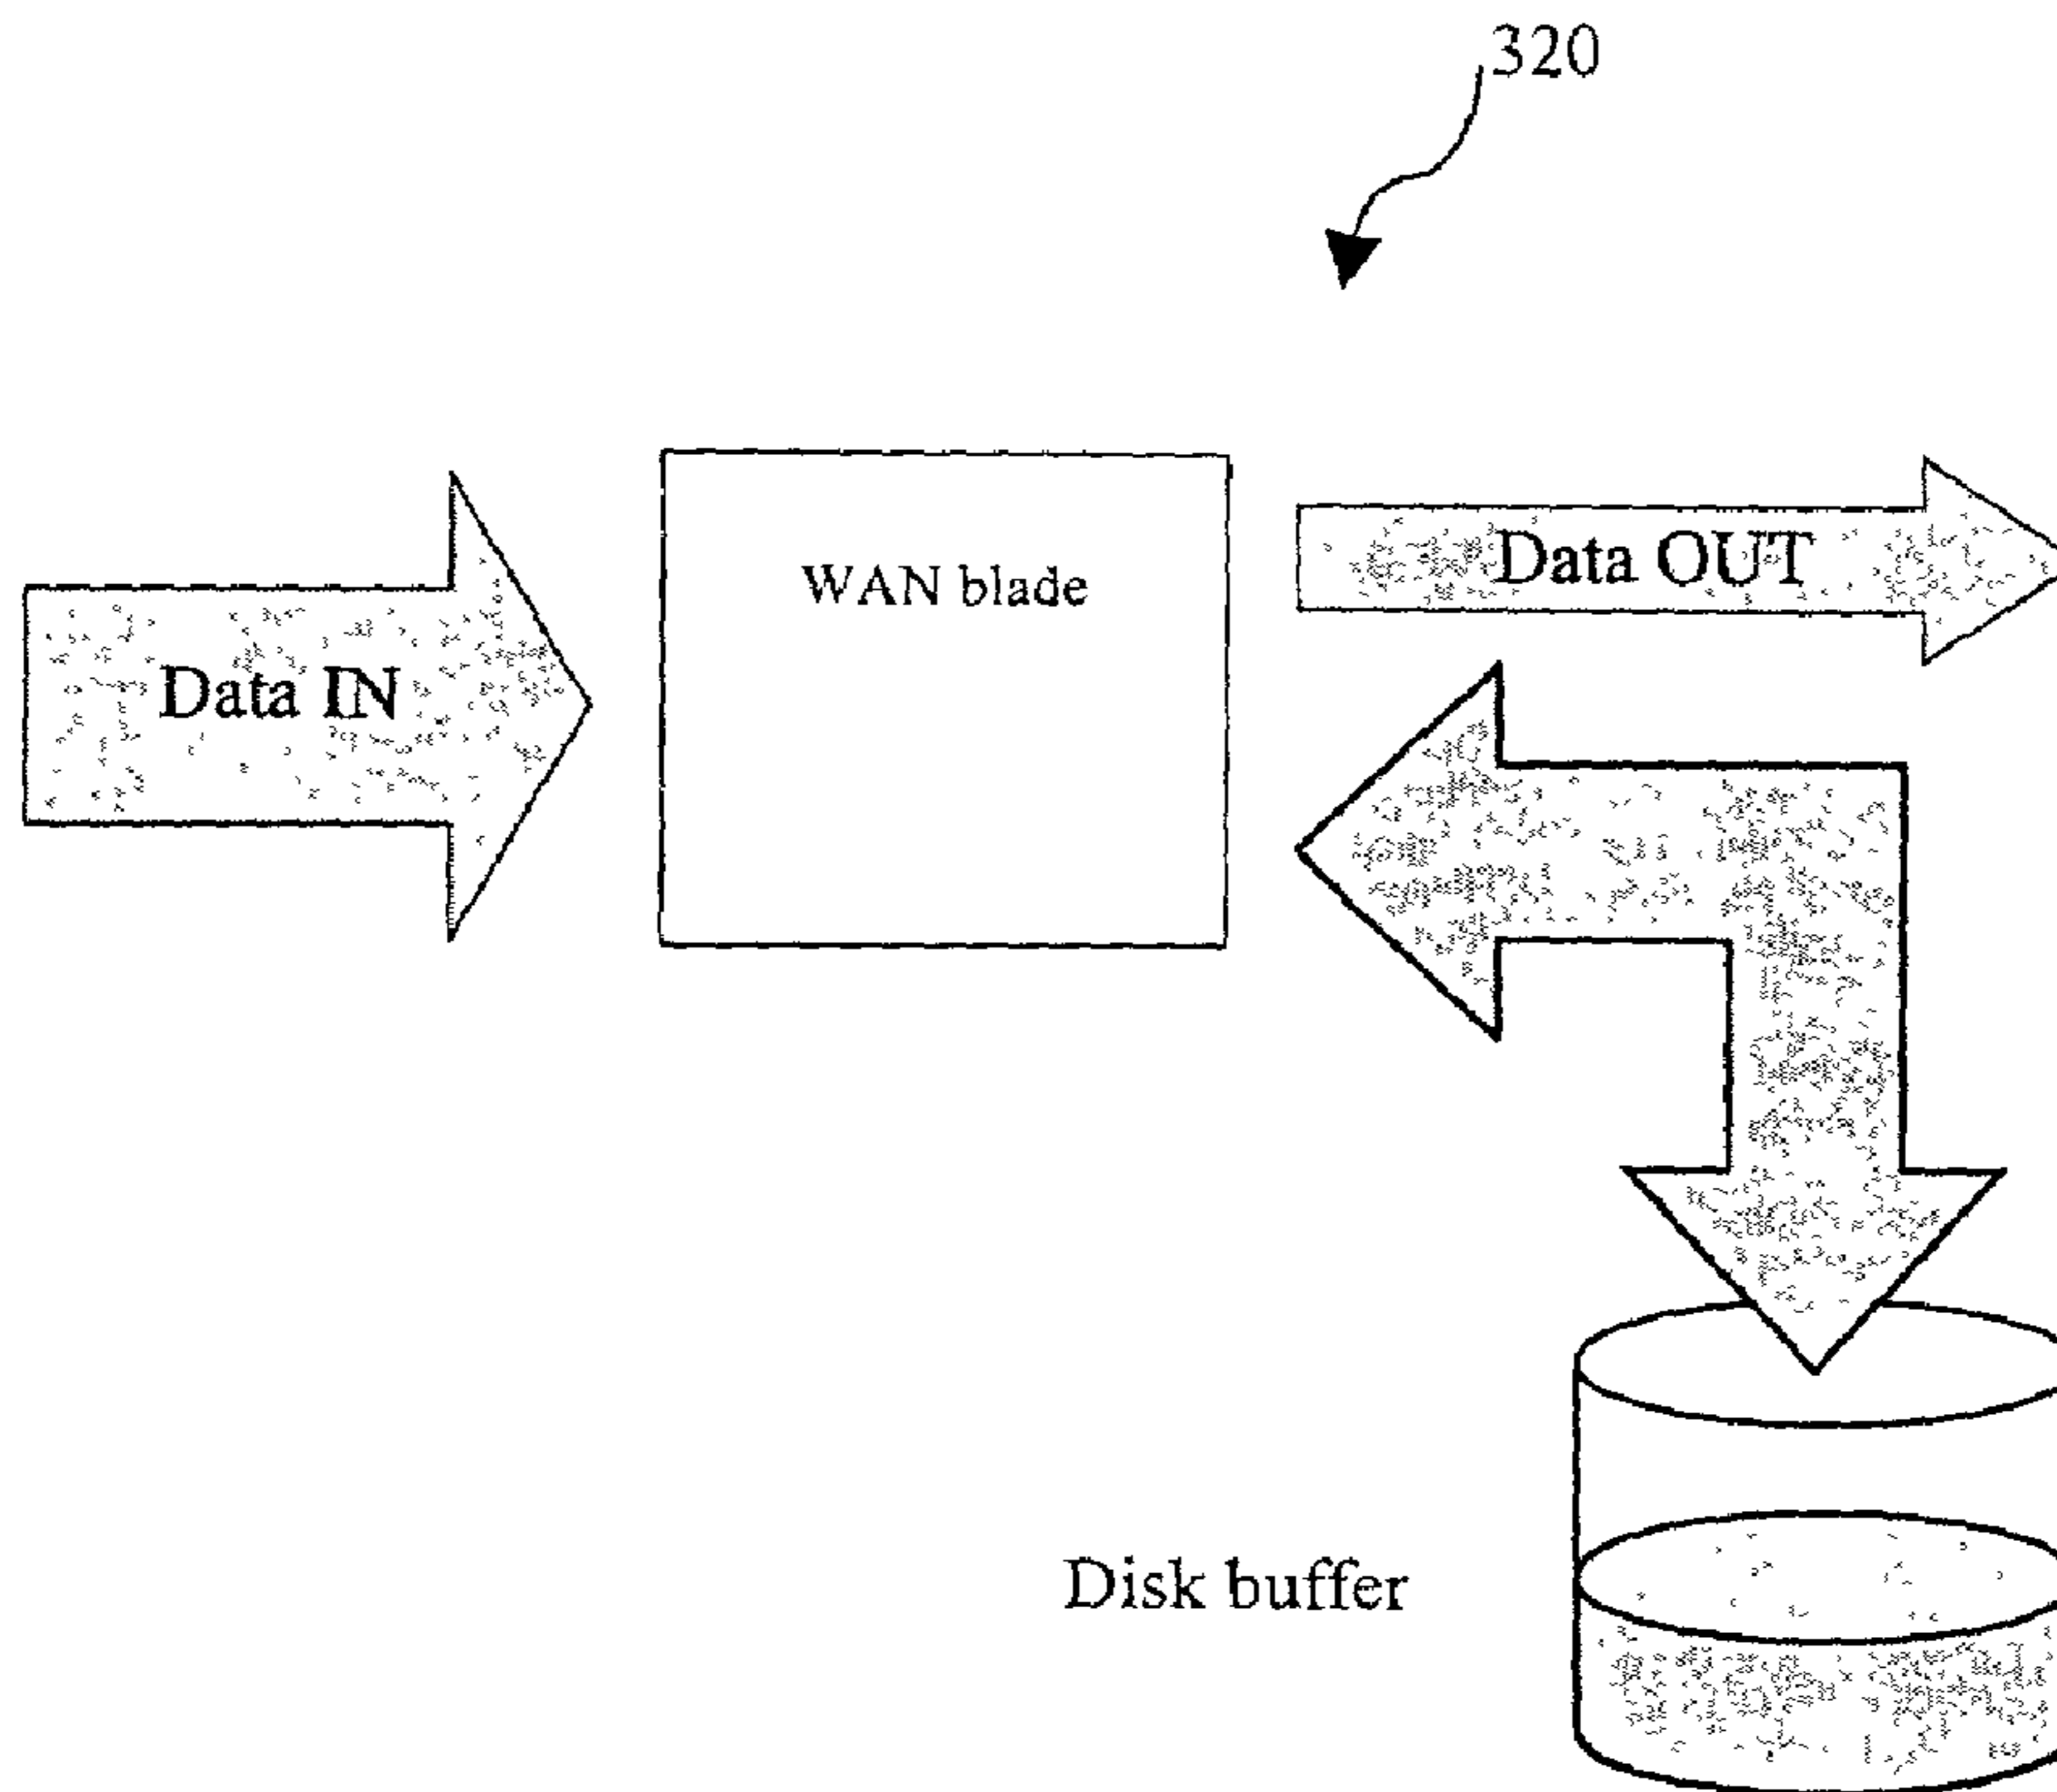 320
WAN blade
Data OUT
Data IN
Disk buffer